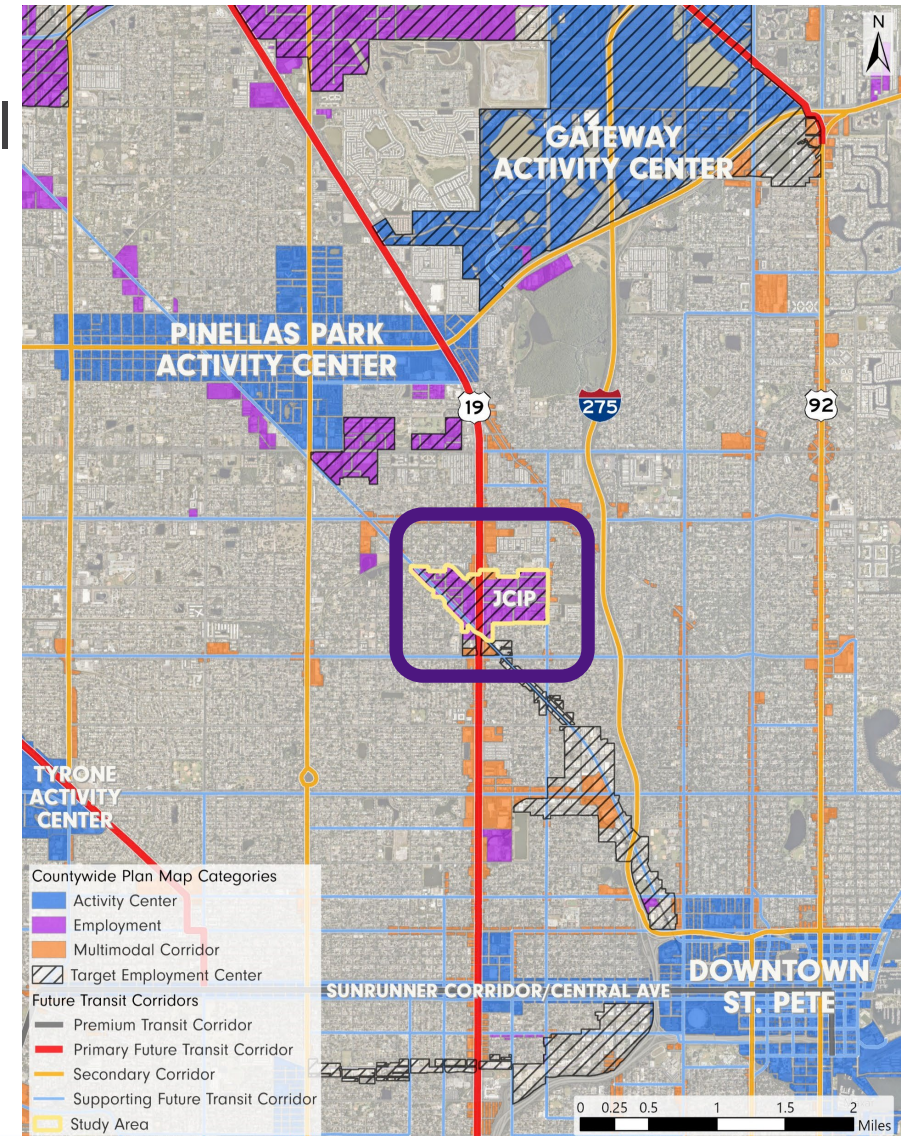 N
GATEWAY
ACTIVITY CENTER
PINELLAS PARK
ACTIVITY CENTER
19
275
92
JCIP
TYRONE
ACTIVITY
CENTER
DOWNTOWN
ST. PETE
SUNRUNNER CORRIDOR/CENTRAL AVE
Countywide Plan Map Categories
Activity Center
Employment
Multimodal Corridor
Target Employment Center
Future Transit Corridors
Premium Transit Corridor
Primary Future Transit Corridor
Secondary Corridor
Supporting Future Transit Corridor
Study Area
0 0.25 0.5 1 1.5 2
Miles